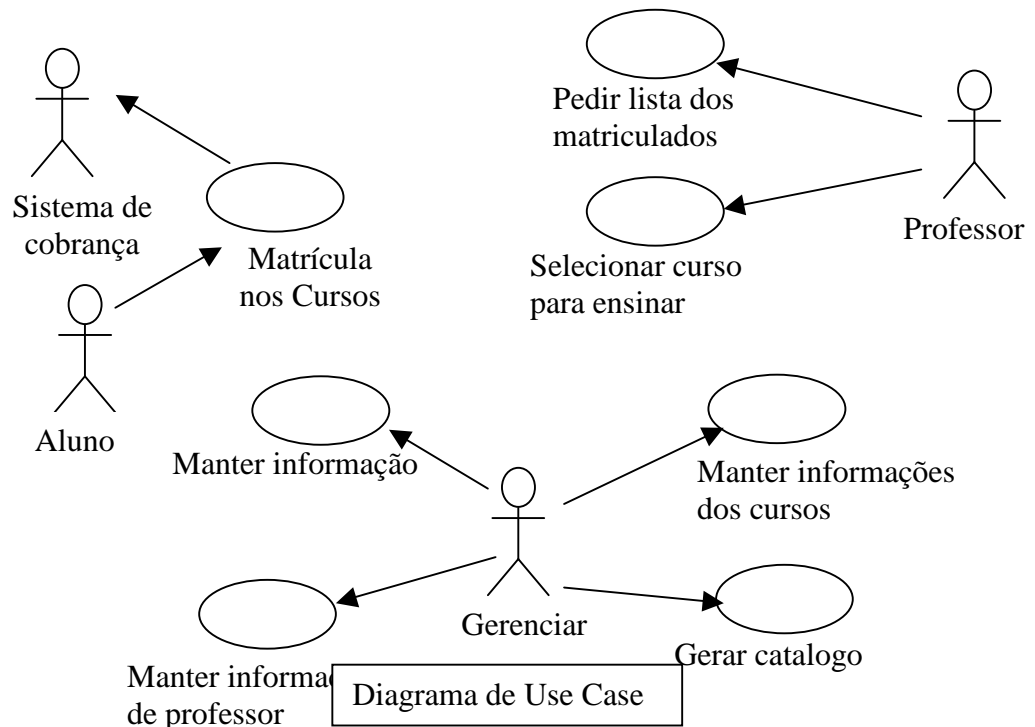 Pedir lista dos
matriculados
Sistema de
cobrança
Matrícula
nos Cursos
Selecionar curso
para ensinar
Professor
Aluno
Manter informação
Manter informações
dos cursos
Gerenciar
Gerar catalogo
Manter
de professor
Diagrama de Use Case